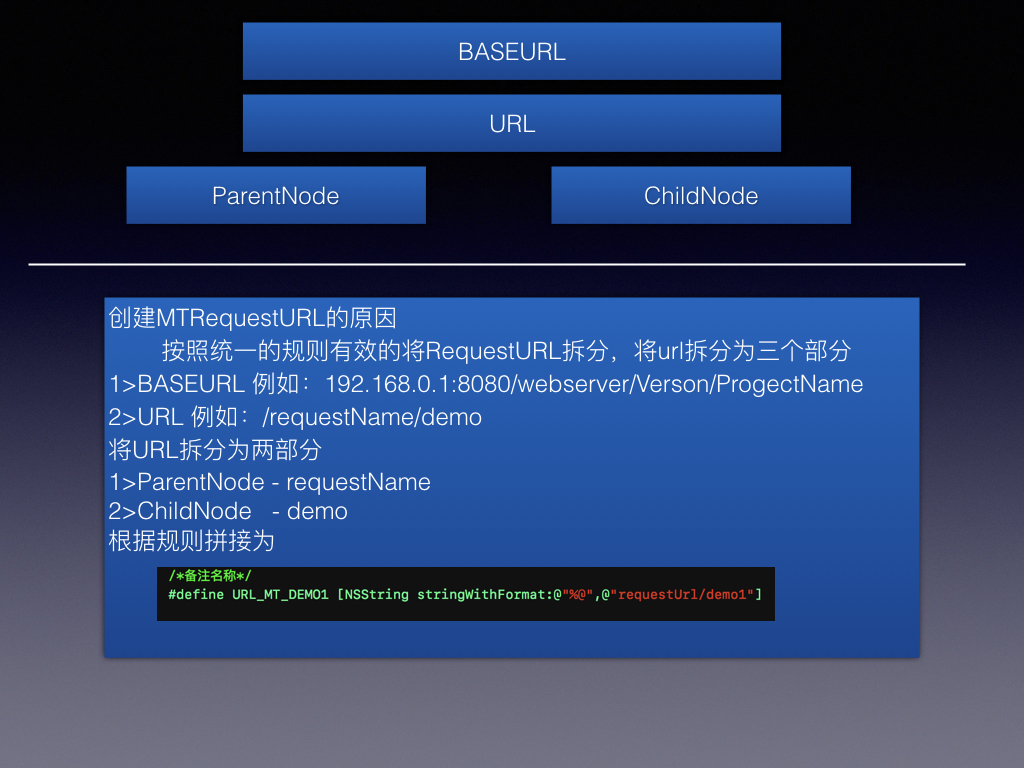 BASEURL
URL
ParentNode
ChildNode
创建MTRequestURL的原因
按照统一的规则有效的将RequestURL拆分，将url拆分为三个部分
1>BASEURL 例如：192.168.0.1:8080/webserver/Verson/ProgectName
2>URL 例如：/requestName/demo
将URL拆分为两部分
1>ParentNode - requestName
2>ChildNode - demo
根据规则拼接为
/*备注名称*/
#define URL_MT_DEMO1 [NSString stringWithFormat:@"%@",@"requestUrl/demo1"]